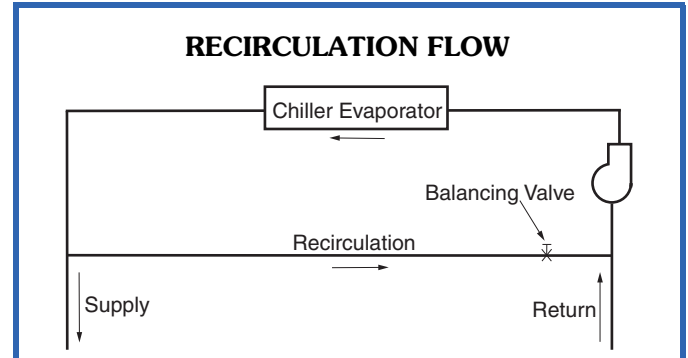 RECIRCULATION FLOW
Chiller Evaporator
Balancing Valve
Recirculation
Supply
Return